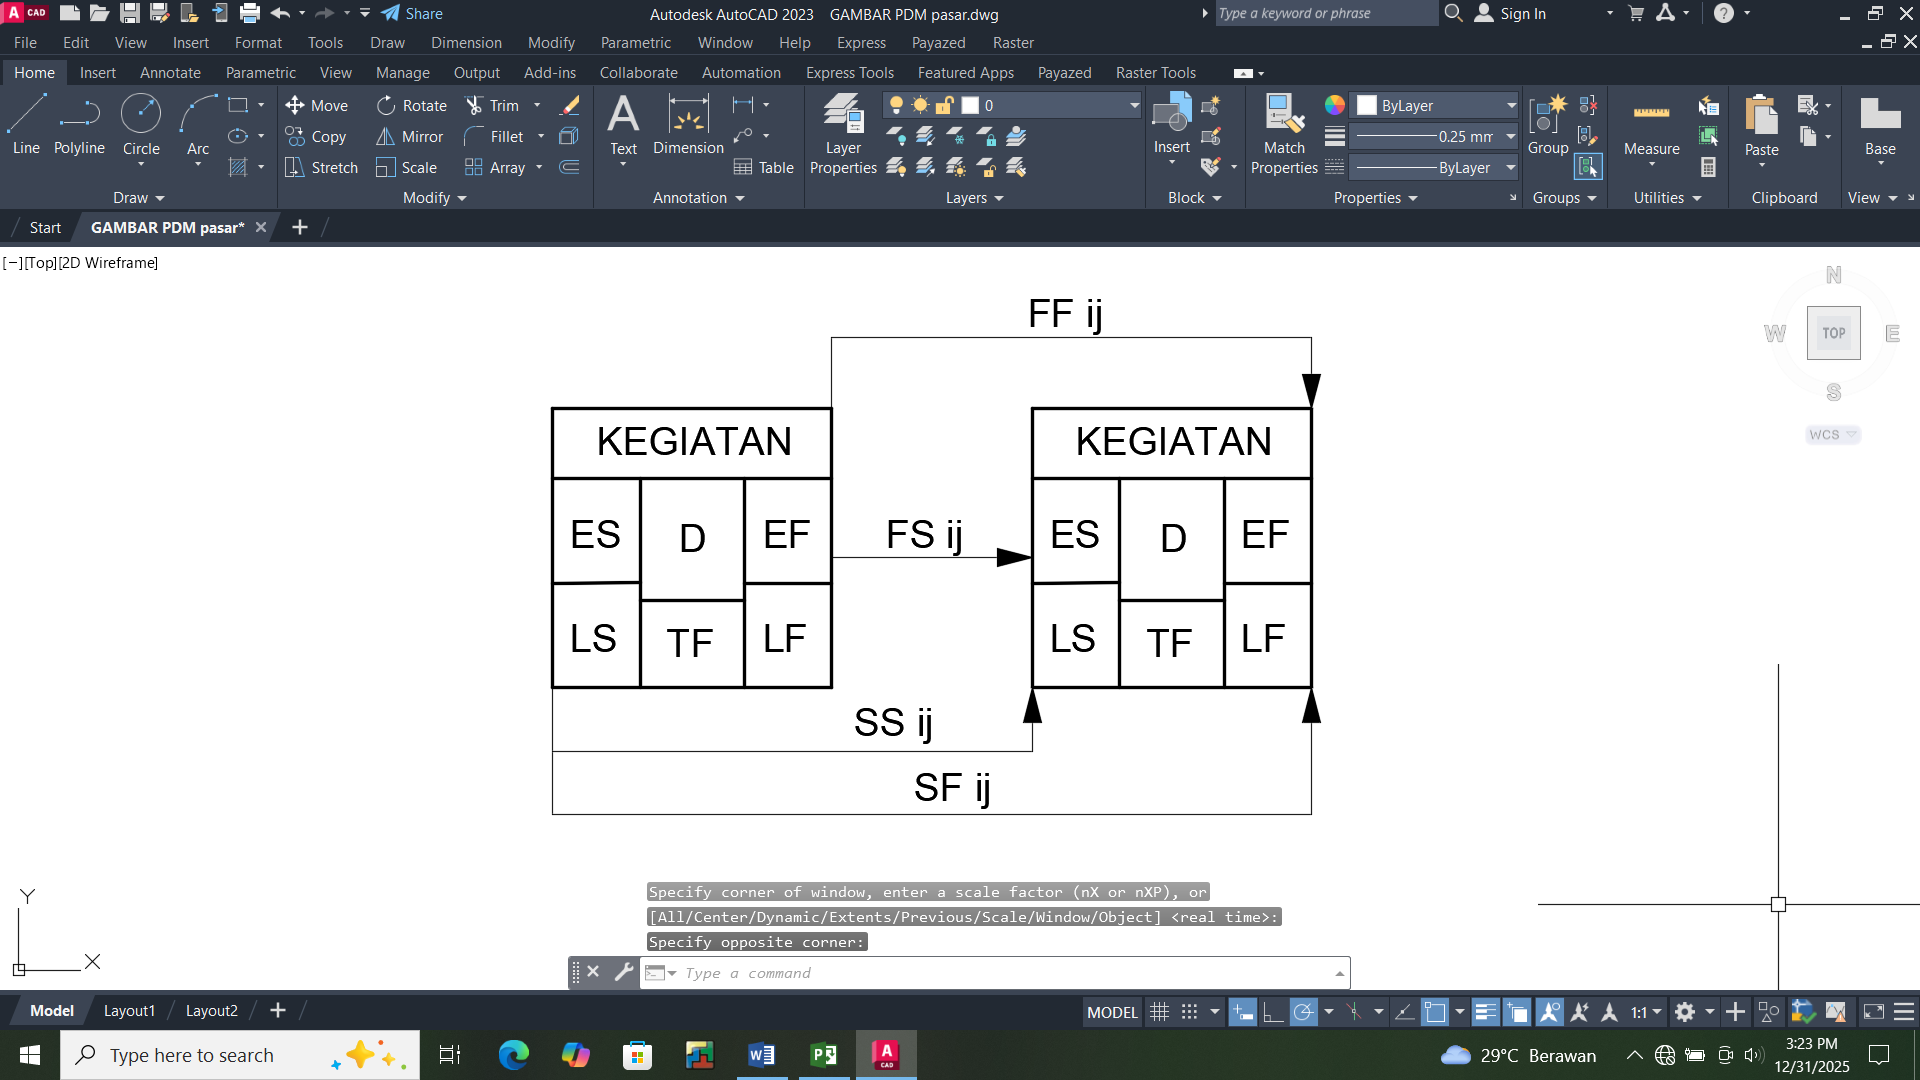 A CAD
Share
Autodesk AutoCAD 2023 GAMBAR PDM pasar.dwg
Type a keyword or phrase
Sign In
File Edit View Insert Format Tools Draw Dimension Modify Parametric Window Help Express Payazed Raster
Home Insert Annotate Parametric View Manage Output Add-ins Collaborate Automation Express Tools Featured Apps Payazed Raster Tools
Line Polyline Circle Arc
Move Rotate Trim
Copy Mirror Fillet
Stretch Scale Array
Text Dimension Table
Layer Properties
0
Insert
Match Properties
ByLayer
0.25 mm
ByLayer
Group
Measure
Paste
Base
Draw Modify Annotation Layers Block Properties Groups Utilities Clipboard View
Start GAMBAR PDM pasar*
[−][Top][2D Wireframe]
N
W TOP E
S
WCS
FF ij
KEGIATAN KEGIATAN
ES D EF FS ij ES D EF
LS TF LF LS TF LF
SS ij
SF ij
Y
X
Specify corner of window, enter a scale factor (nX or nXP), or
[All/Center/Dynamic/Extents/Previous/Scale/Window/Object] <real time>:
Specify opposite corner:
Type a command
Model Layout1 Layout2
MODEL
1:1
Type here to search
A CAD
29°C Berawan
3:23 PM
12/31/2025